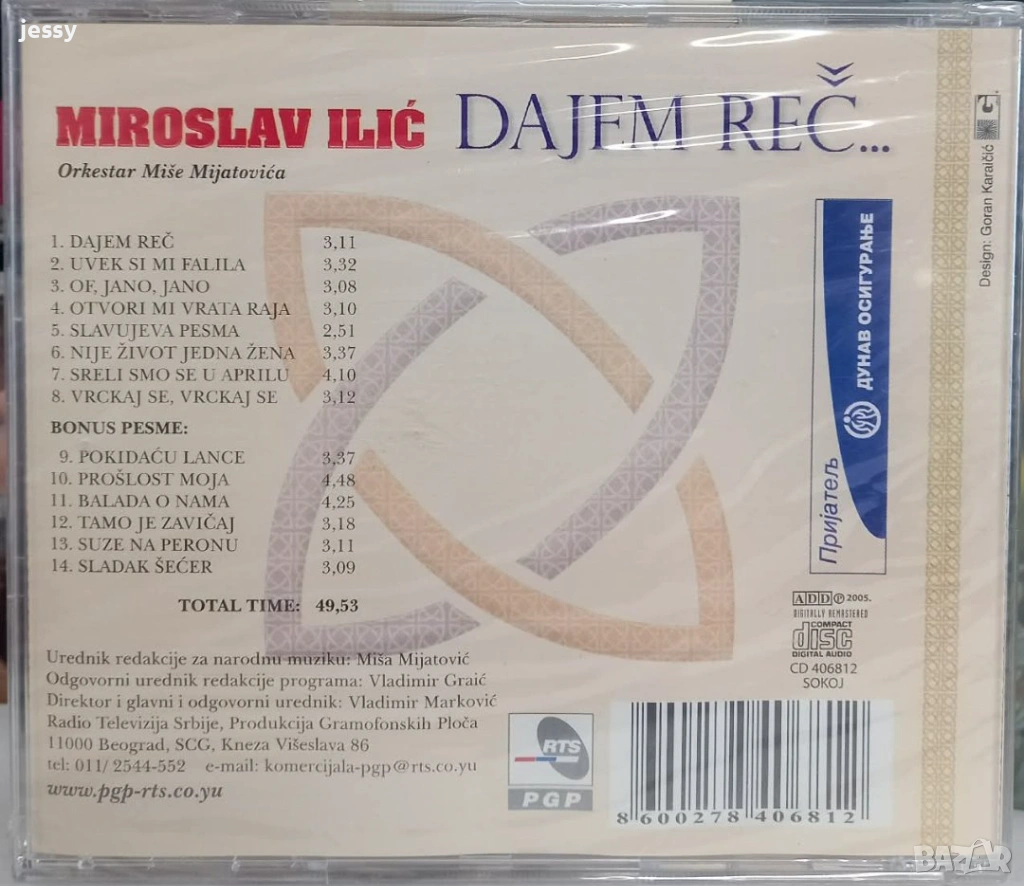 jessy
MIROSLAV ILIĆ DAJEM REČ...
Orkestar Miše Mijatovića
1. DAJEM REČ 3,11
2. UVEK SI MI FALILA 3,32
3. OF, JANO, JANO 3,08
4. OTVORI MI VRATA RAJA 3,10
5. SLAVUJEVA PESMA 2,51
6. NIJE ŽIVOT JEDNA ŽENA 3,37
7. SRELI SMO SE U APRILU 4,10
8. VRCKAJ SE, VRCKAJ SE 3,12
BONUS PESME:
9. POKIDAĆU LANCE 3,37
10. PROŠLOST MOJA 4,48
11. BALADA O NAMA 4,25
12. TAMO JE ZAVIČAJ 3,18
13. SUZE NA PERONU 3,11
14. SLADAK ŠEĆER 3,09
TOTAL TIME: 49,53
Urednik redakcije za narodnu muziku: Miša Mijatović
Odgovorni urednik redakcije programa: Vladimir Graić
Direktor i glavni i odgovorni urednik: Vladimir Marković
Radio Televizija Srbije, Produkcija Gramofonskih Ploča
11000 Beograd, SCG, Kneza Višeslava 86
tel: 011/ 2544-552 e-mail: komercijala-pgp@rts.co.yu
www.pgp-rts.co.yu
RTS
PGP
Пријатељ
ДУНАВ ОСИГУРАЊЕ
Design: Goran Karaičić
ADD Ⓟ 2005.
DIGITALLY REMASTERED
COMPACT
disc
DIGITAL AUDIO
CD 406812
SOKOJ
8600278406812
BAZAR